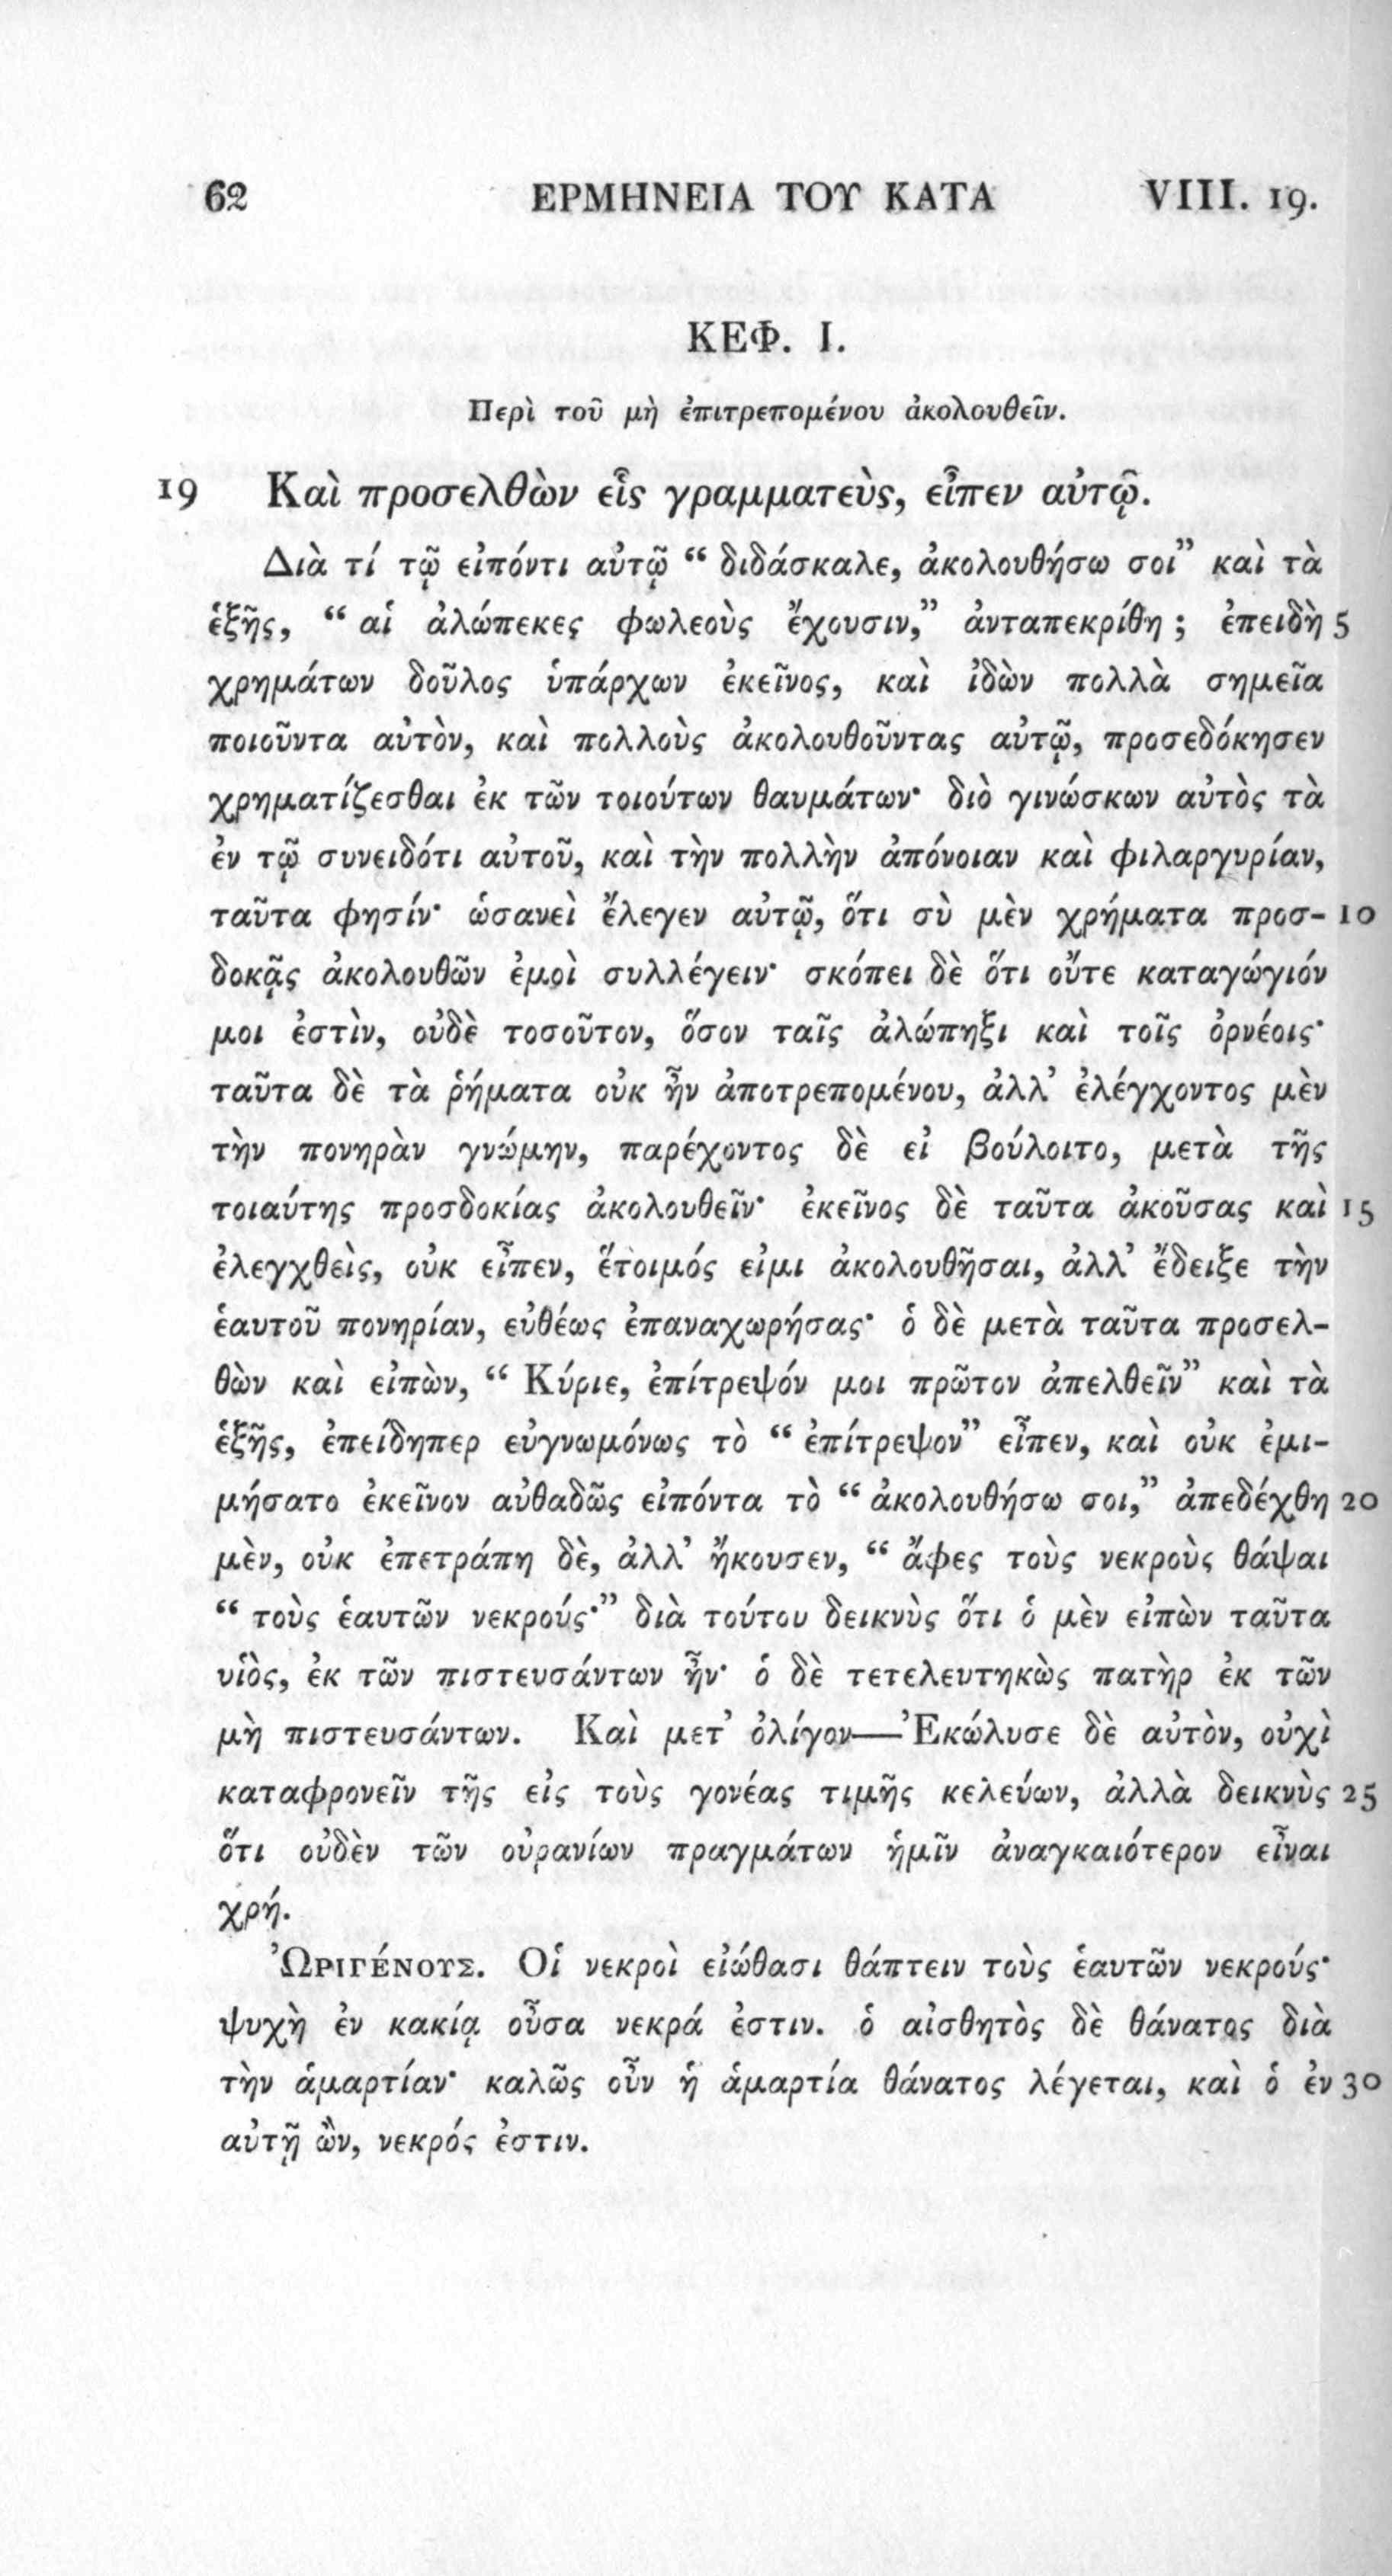 62 ΕΡΜΗΝΕΙΑ ΤΟΥ ΚΑΤΑ VIII. 19.
ΚΕΦ. Ι.
Περὶ τοῦ μὴ ἐπιτρεπομένου ἀκολουθεῖν.
19 Καὶ προσελθὼν εἷς γραμματεὺς, εἶπεν αὐτῷ.
Διὰ τί τῷ εἰπόντι αὐτῷ “ διδάσκαλε, ἀκολουθήσω σοι” καὶ τὰ
ἑξῆς, “ αἱ ἀλώπεκες φωλεοὺς ἔχουσιν,” ἀνταπεκρίθη ; ἐπειδὴ 5
χρημάτων δοῦλος ὑπάρχων ἐκεῖνος, καὶ ἰδὼν πολλὰ σημεῖα
ποιοῦντα αὐτὸν, καὶ πολλοὺς ἀκολουθοῦντας αὐτῷ, προσεδόκησεν
χρηματίζεσθαι ἐκ τῶν τοιούτων θαυμάτων· διὸ γινώσκων αὐτὸς τὰ
ἐν τῷ συνειδότι αὐτοῦ, καὶ τὴν πολλὴν ἀπόνοιαν καὶ φιλαργυρίαν,
ταῦτα φησίν· ὡσανεὶ ἔλεγεν αὐτῷ, ὅτι σὺ μὲν χρήματα προσ- 10
δοκᾷς ἀκολουθῶν ἐμοὶ συλλέγειν· σκόπει δὲ ὅτι οὔτε καταγώγιόν
μοι ἐστὶν, οὐδὲ τοσοῦτον, ὅσον ταῖς ἀλώπηξι καὶ τοῖς ὀρνέοις·
ταῦτα δὲ τὰ ῥήματα οὐκ ἦν ἀποτρεπομένου, ἀλλ’ ἐλέγχοντος μὲν
τὴν πονηρὰν γνώμην, παρέχοντος δὲ εἰ βούλοιτο, μετὰ τῆς
τοιαύτης προσδοκίας ἀκολουθεῖν· ἐκεῖνος δὲ ταῦτα ἀκοῦσας καὶ 15
ἐλεγχθεὶς, οὐκ εἶπεν, ἕτοιμός εἰμι ἀκολουθῆσαι, ἀλλ’ ἔδειξε τὴν
ἑαυτοῦ πονηρίαν, εὐθέως ἐπαναχωρήσας· ὁ δὲ μετὰ ταῦτα προσελ-
θὼν καὶ εἰπὼν, “ Κύριε, ἐπίτρεψόν μοι πρῶτον ἀπελθεῖν” καὶ τὰ
ἑξῆς, ἐπείδηπερ εὐγνωμόνως τὸ “ ἐπίτρεψον” εἶπεν, καὶ οὐκ ἐμι-
μήσατο ἐκεῖνον αὐθαδῶς εἰπόντα τὸ “ ἀκολουθήσω σοι,” ἀπεδέχθη 20
μὲν, οὐκ ἐπετράπη δὲ, ἀλλ’ ἤκουσεν, “ ἄφες τοὺς νεκροὺς θάψαι
“ τοὺς ἑαυτῶν νεκρούς·” διὰ τούτου δεικνὺς ὅτι ὁ μὲν εἰπὼν ταῦτα
υἱὸς, ἐκ τῶν πιστευσάντων ἦν· ὁ δὲ τετελευτηκὼς πατὴρ ἐκ τῶν
μὴ πιστευσάντων. Καὶ μετ’ ὀλίγον—Ἐκώλυσε δὲ αὐτὸν, οὐχὶ
καταφρονεῖν τῆς εἰς τοὺς γονέας τιμῆς κελεύων, ἀλλὰ δεικνὺς 25
ὅτι οὐδὲν τῶν οὐρανίων πραγμάτων ἡμῖν ἀναγκαιότερον εἶναι
χρή.
ὨΡΙΓΈΝΟΥΣ. Οἱ νεκροὶ εἰώθασι θάπτειν τοὺς ἑαυτῶν νεκρούς·
ψυχὴ ἐν κακίᾳ οὖσα νεκρά ἐστιν. ὁ αἰσθητὸς δὲ θάνατος διὰ
τὴν ἁμαρτίαν· καλῶς οὖν ἡ ἁμαρτία θάνατος λέγεται, καὶ ὁ ἐν 30
αὐτῇ ὢν, νεκρός ἐστιν.